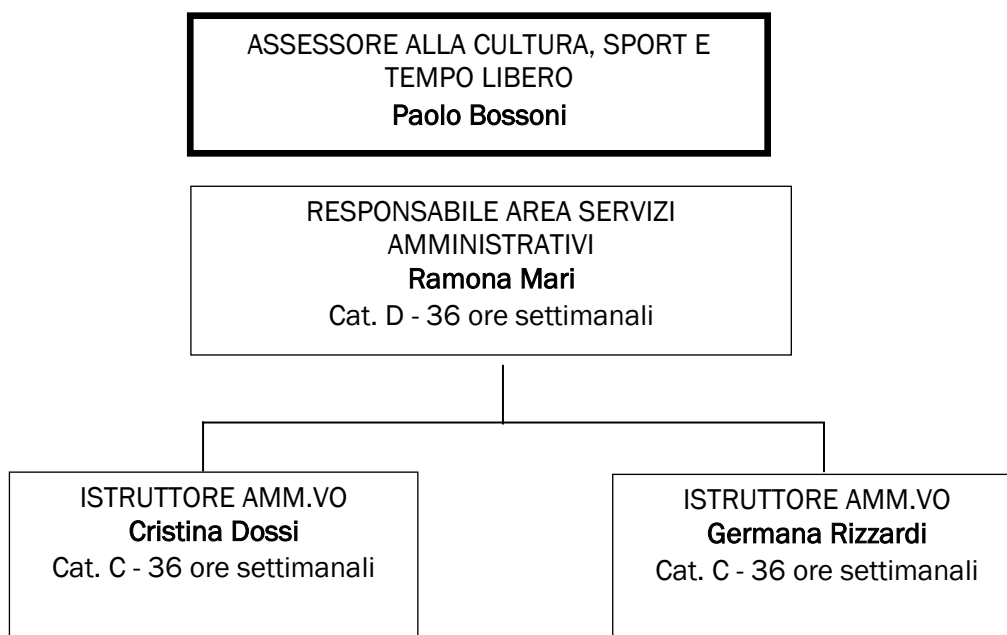 ASSESSORE ALLA CULTURA, SPORT E
TEMPO LIBERO
Paolo Bossoni
RESPONSABILE AREA SERVIZI
AMMINISTRATIVI
Ramona Mari
Cat. D - 36 ore settimanali
ISTRUTTORE AMM.VO
Cristina Dossi
Cat. C - 36 ore settimanali
ISTRUTTORE AMM.VO
Germana Rizzardi
Cat. C - 36 ore settimanali